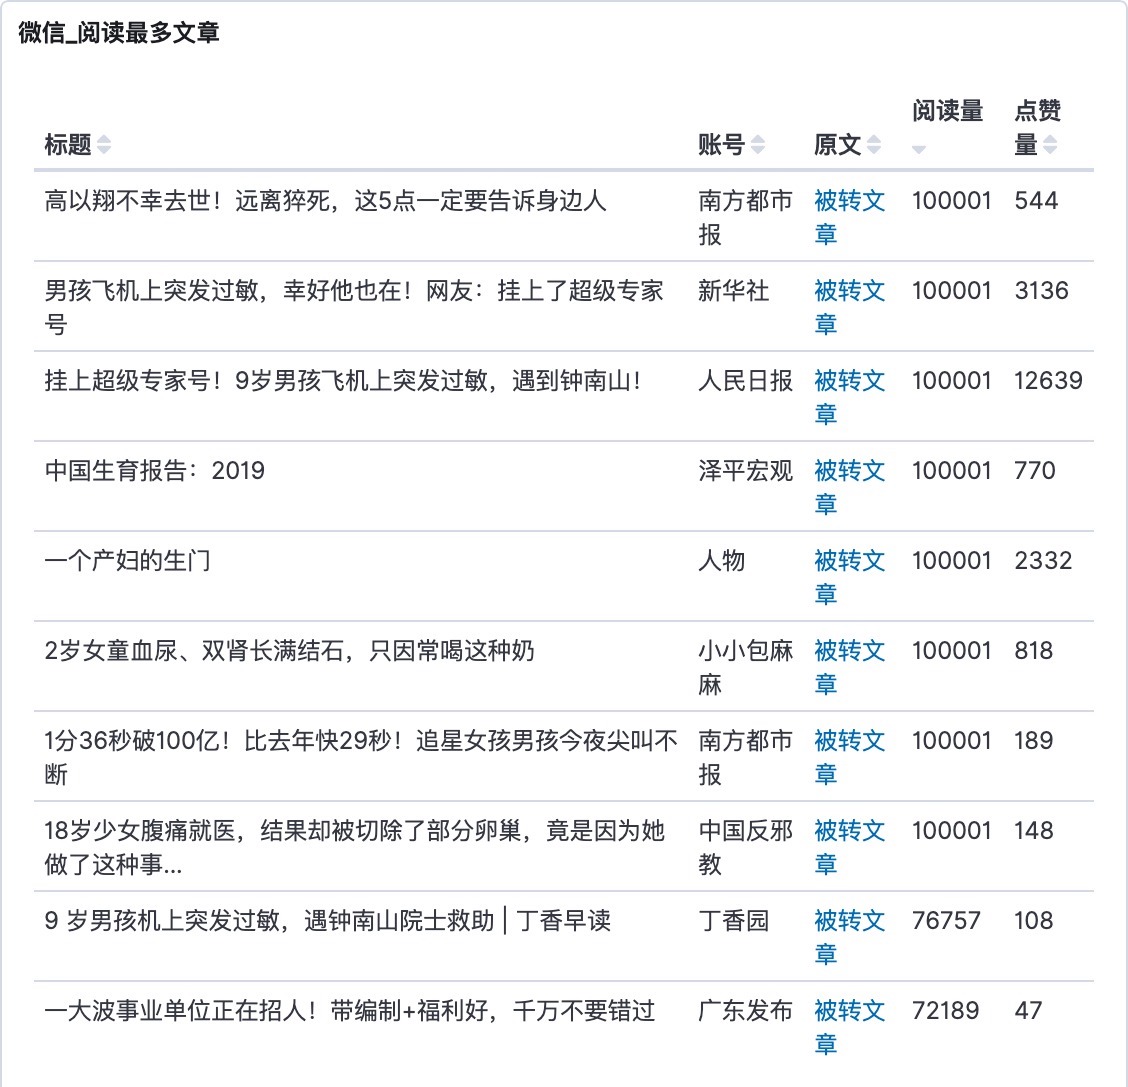 微信_阅读最多文章
阅读量 点赞
标题 账号 原文 量
高以翔不幸去世！远离猝死，这5点一定要告诉身边人 南方都市 被转文 100001 544
报 章
男孩飞机上突发过敏，幸好他也在！网友：挂上了超级专家 新华社 被转文 100001 3136
号 章
挂上超级专家号！9岁男孩飞机上突发过敏，遇到钟南山！ 人民日报 被转文 100001 12639
章
中国生育报告：2019 泽平宏观 被转文 100001 770
章
一个产妇的生门 人物 被转文 100001 2332
章
2岁女童血尿、双肾长满结石，只因常喝这种奶 小小包麻 被转文 100001 818
麻 章
1分36秒破100亿！比去年快29秒！追星女孩男孩今夜尖叫不 南方都市 被转文 100001 189
断 报 章
18岁少女腹痛就医，结果却被切除了部分卵巢，竟是因为她 中国反邪 被转文 100001 148
做了这种事... 教 章
9 岁男孩机上突发过敏，遇钟南山院士救助 | 丁香早读 丁香园 被转文 76757 108
章
一大波事业单位正在招人！带编制+福利好，千万不要错过 广东发布 被转文 72189 47
章